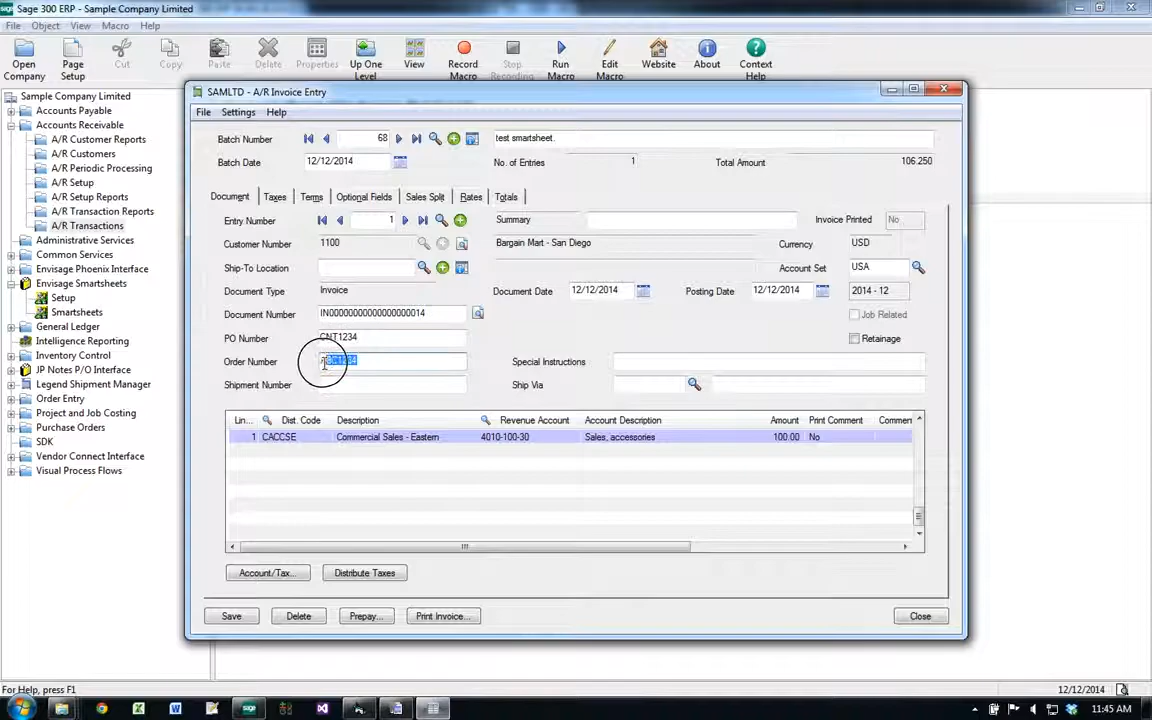 Sage 300 ERP - Sample Company Limited
File Object View Macro Help
Open Company
Page Setup
Cut
Copy
Paste
Delete
Properties
Up One Level
View
Record Macro
Stop Recording
Run Macro
Edit Macro
Website
About
Context Help
Sample Company Limited
Accounts Payable
Accounts Receivable
A/R Customer Reports
A/R Customers
A/R Periodic Processing
A/R Setup
A/R Setup Reports
A/R Transaction Reports
A/R Transactions
Administrative Services
Common Services
Envisage Phoenix Interface
Envisage Smartsheets
Setup
Smartsheets
General Ledger
Intelligence Reporting
Inventory Control
JP Notes P/O Interface
Legend Shipment Manager
Order Entry
Project and Job Costing
Purchase Orders
SDK
Vendor Connect Interface
Visual Process Flows
SAMLTD - A/R Invoice Entry
File Settings Help
Batch Number 68 test smartsheet.
Batch Date 12/12/2014 No. of Entries 1 Total Amount 106.250
Document Taxes Terms Optional Fields Sales Split Rates Totals
Entry Number 1 Summary Invoice Printed No
Customer Number 1100 Bargain Mart - San Diego Currency USD
Ship-To Location Account Set USA
Document Type Invoice Document Date 12/12/2014 Posting Date 12/12/2014 2014 - 12
Document Number IN00000000000000000014 Job Related
PO Number CNT1234 Retainage
Order Number Special Instructions
Shipment Number Ship Via
Lin... Dist. Code Description Revenue Account Account Description Amount Print Comment Commen
1 CACCSE Commercial Sales - Eastern 4010-100-30 Sales, accessories 100.00 No
Account/Tax... Distribute Taxes
Save Delete Prepay... Print Invoice... Close
For Help, press F1 12/12/2014
11:45 AM